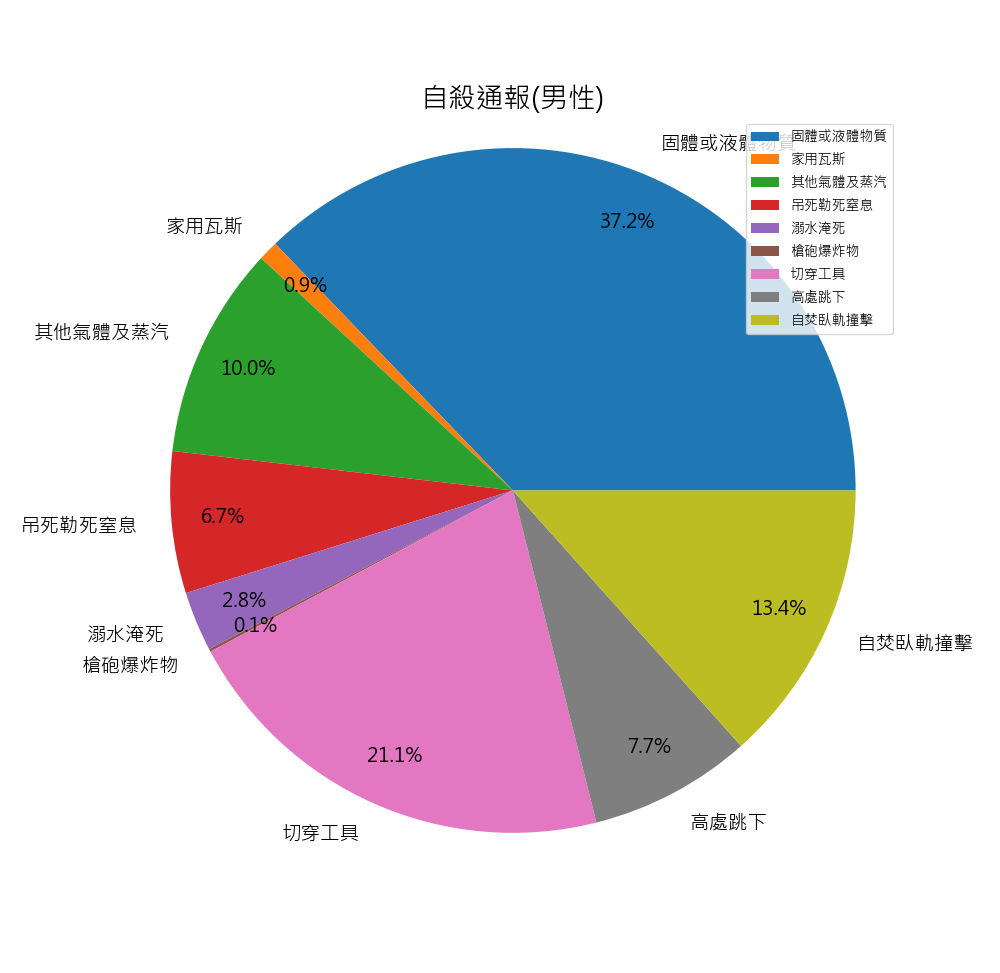 自殺通報(男性)
固體或液體物質
37.2%
家用瓦斯
0.9%
其他氣體及蒸汽
10.0%
吊死勒死窒息
6.7%
溺水淹死
2.8%
槍砲爆炸物
0.1%
切穿工具
21.1%
高處跳下
7.7%
自焚臥軌撞擊
13.4%
固體或液體物質
家用瓦斯
其他氣體及蒸汽
吊死勒死窒息
溺水淹死
槍砲爆炸物
切穿工具
高處跳下
自焚臥軌撞擊